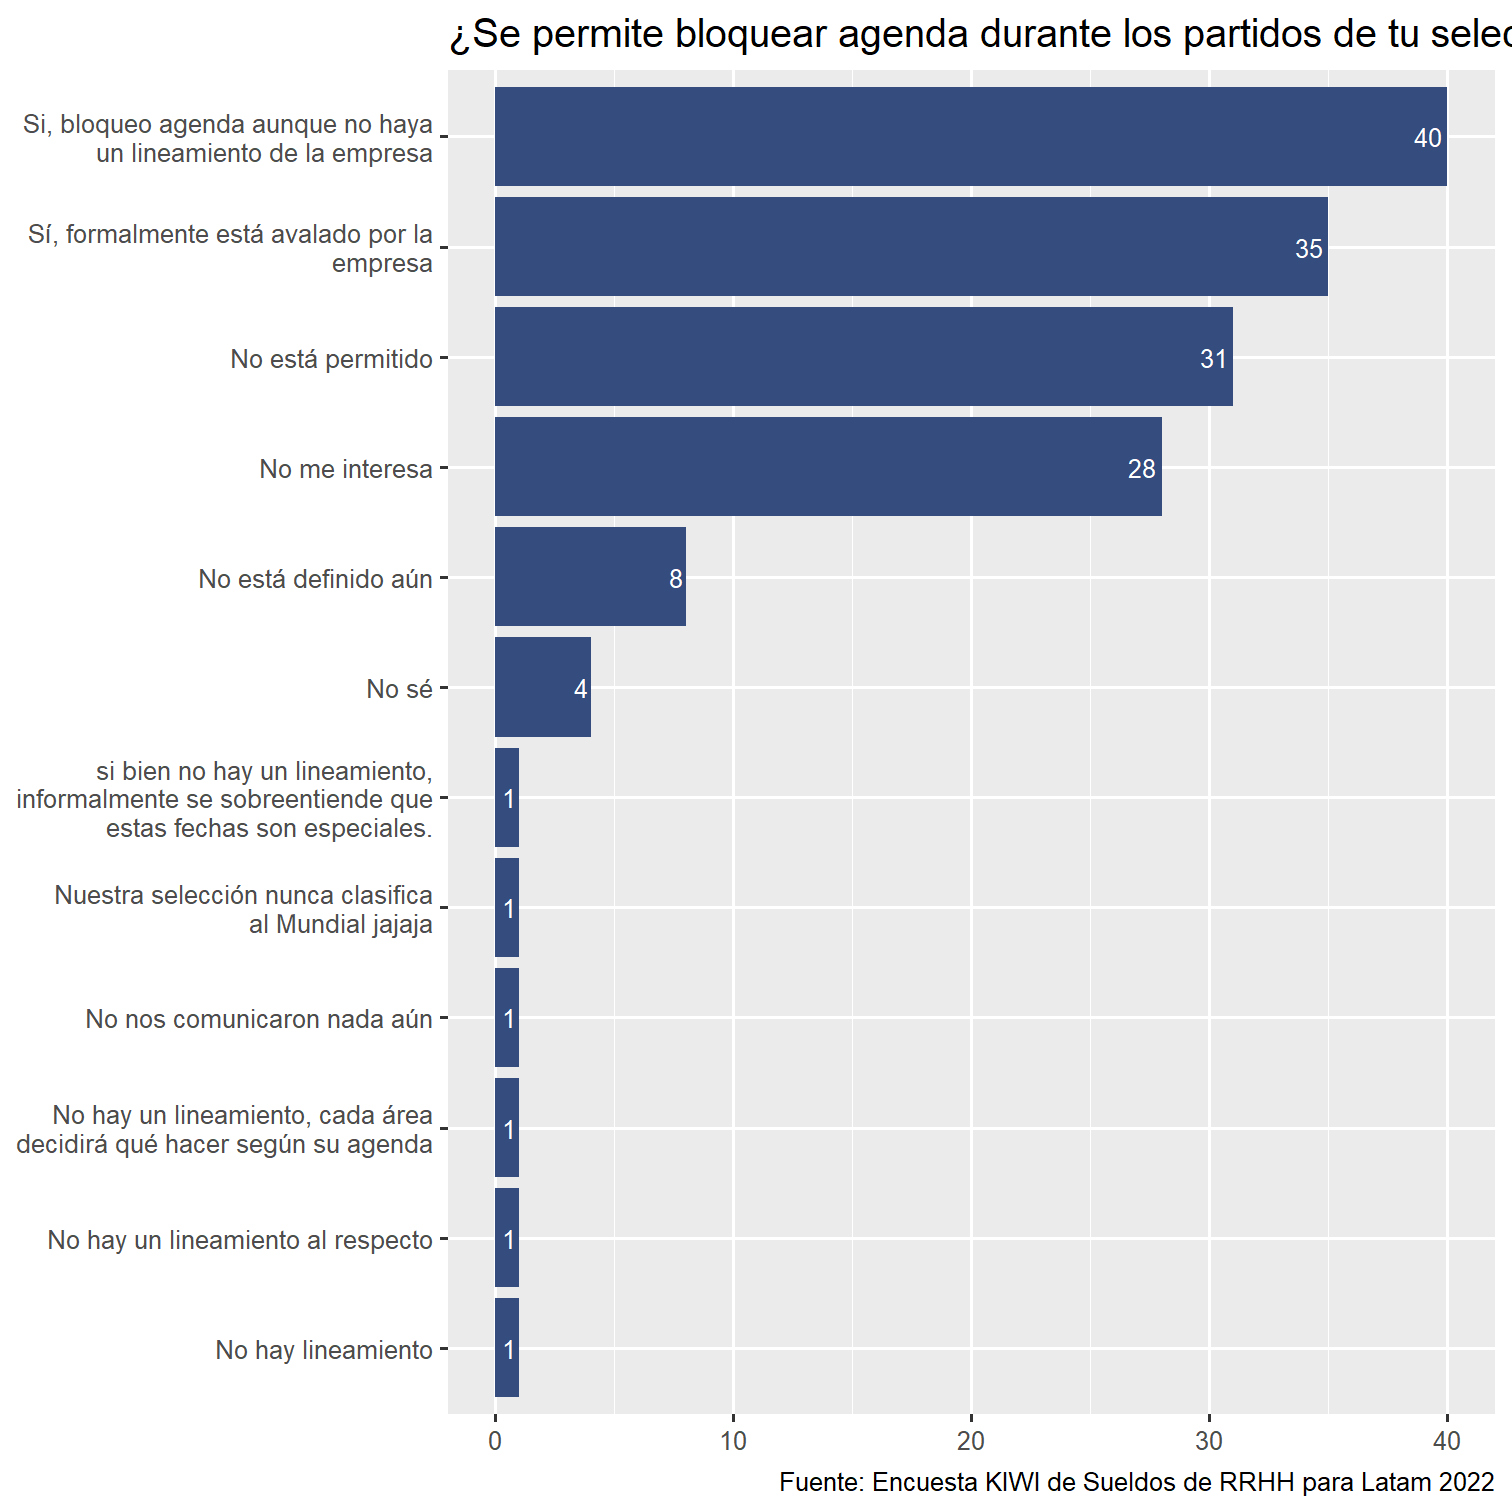 ¿Se permite bloquear agenda durante los partidos de tu
Si, bloqueo agenda aunque no haya
un lineamiento de la empresa
40
Sí, formalmente está avalado por la
empresa
35
No está permitido
31
No me interesa
28
No está definido aún
8
No sé
4
si bien no hay un lineamiento,
informalmente se sobreentiende que
estas fechas son especiales.
1
Nuestra selección nunca clasifica
al Mundial jajaja
1
No nos comunicaron nada aún
1
No hay un lineamiento, cada área
decidirá qué hacer según su agenda
1
No hay un lineamiento al respecto
1
No hay lineamiento
1
0 10 20 30 40
Fuente: Encuesta KIWI de Sueldos de RRHH para Latam 2022